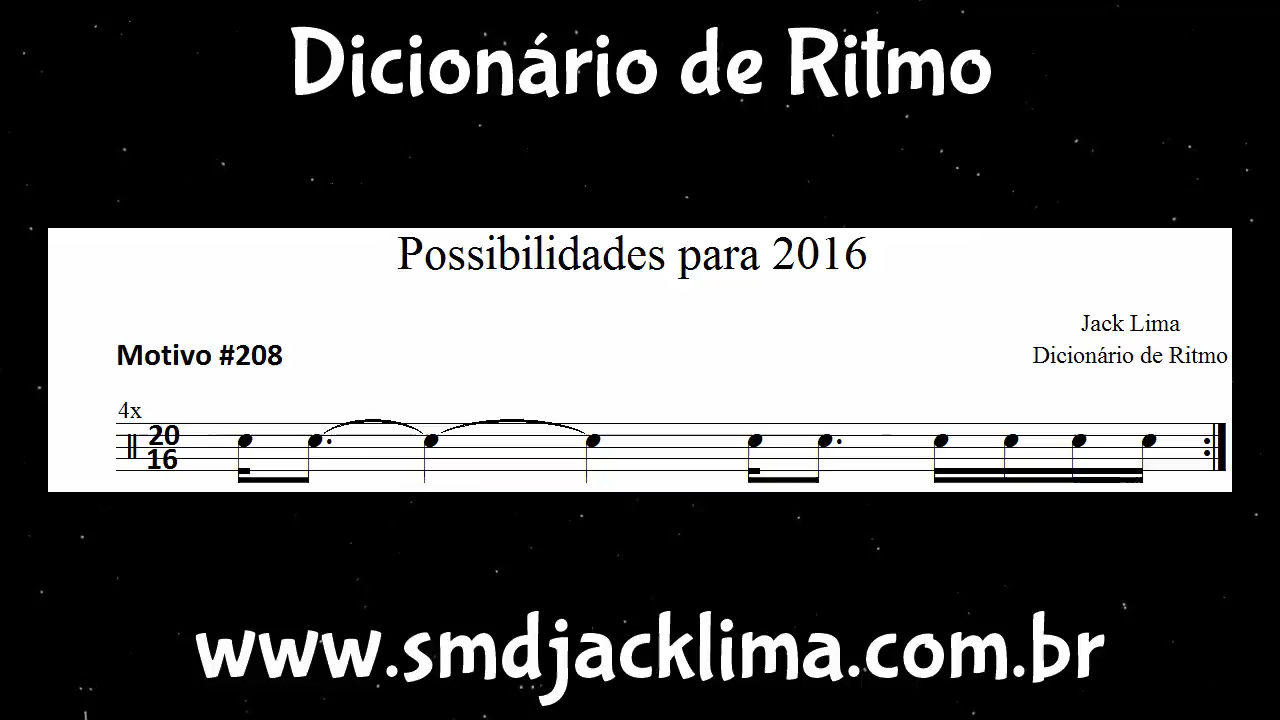 Dicionário de Ritmo
Possibilidades para 2016
Jack Lima
Motivo #208
Dicionário de Ritmo
4x
20
16
www.smdjacklima.com.br